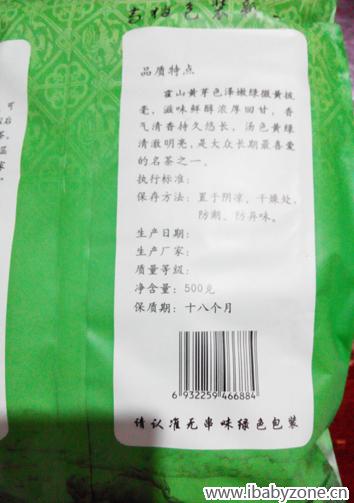 品质特点
霍山黄芽色泽嫩绿微黄披
毫，滋味鲜醇浓厚回甘，香
气清香持久悠长，汤色黄绿
清澈明亮，是大众长期最喜爱
的名茶之一。
执行标准：
保存方法：置于阴凉、干燥处，
防潮、防异味。
生产日期：
生产厂家：
质量等级：
净含量：500克
保质期：十八个月
6 932259 466884
请认准无串味绿色包装
可
后
茶。
温
家
www.ibabyzone.cn